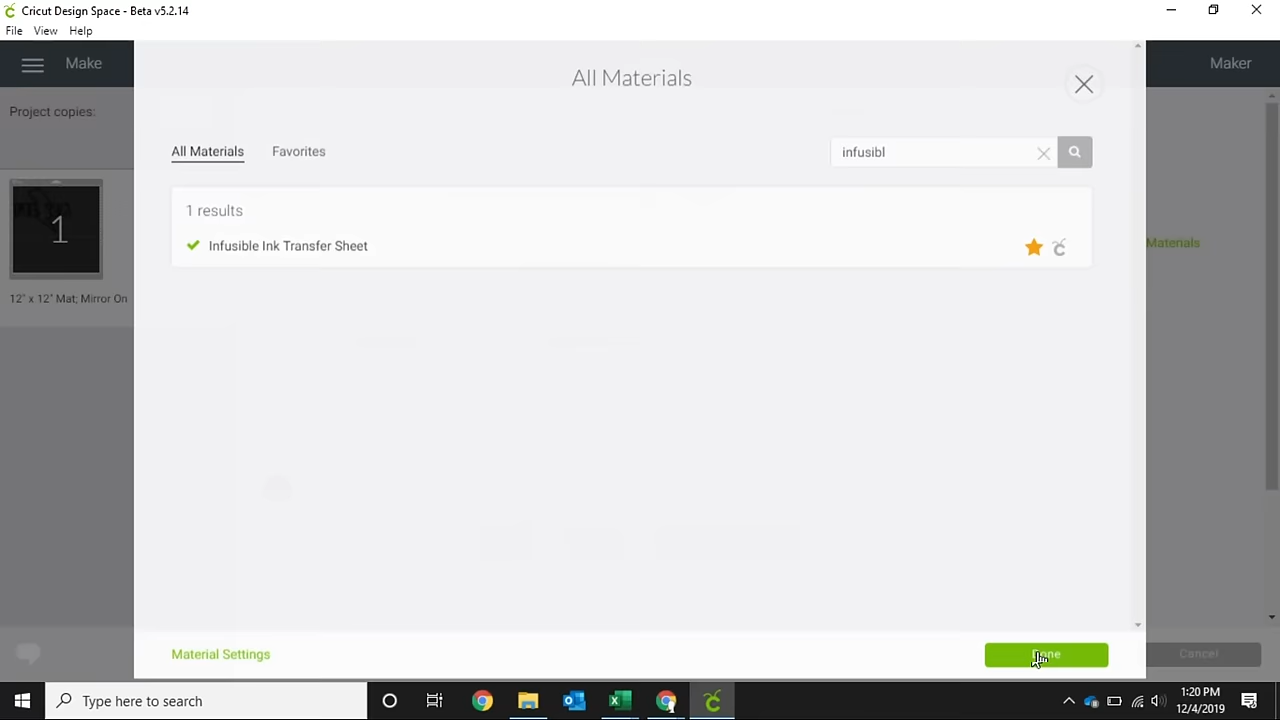 Cricut Design Space - Beta v5.2.14
File View Help
Make
Maker
All Materials
Project copies:
All Materials Favorites
infusibl
1 results
Infusible Ink Transfer Sheet
Materials
1
12" x 12" Mat; Mirror On
Material Settings
Done
Cancel
Type here to search
1:20 PM
12/4/2019